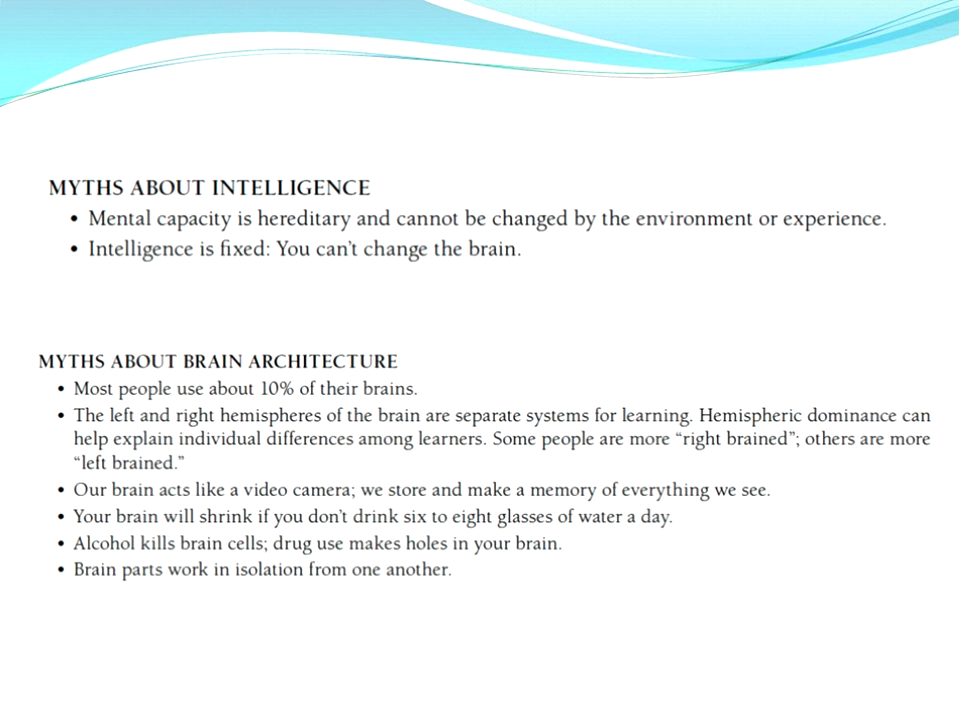 MYTHS ABOUT INTELLIGENCE
• Mental capacity is hereditary and cannot be changed by the environment or experience.
• Intelligence is fixed: You can't change the brain.
MYTHS ABOUT BRAIN ARCHITECTURE
• Most people use about 10% of their brains.
• The left and right hemispheres of the brain are separate systems for learning. Hemispheric dominance can
help explain individual differences among learners. Some people are more “right brained”; others are more
“left brained.”
• Our brain acts like a video camera; we store and make a memory of everything we see.
• Your brain will shrink if you don't drink six to eight glasses of water a day.
• Alcohol kills brain cells; drug use makes holes in your brain.
• Brain parts work in isolation from one another.